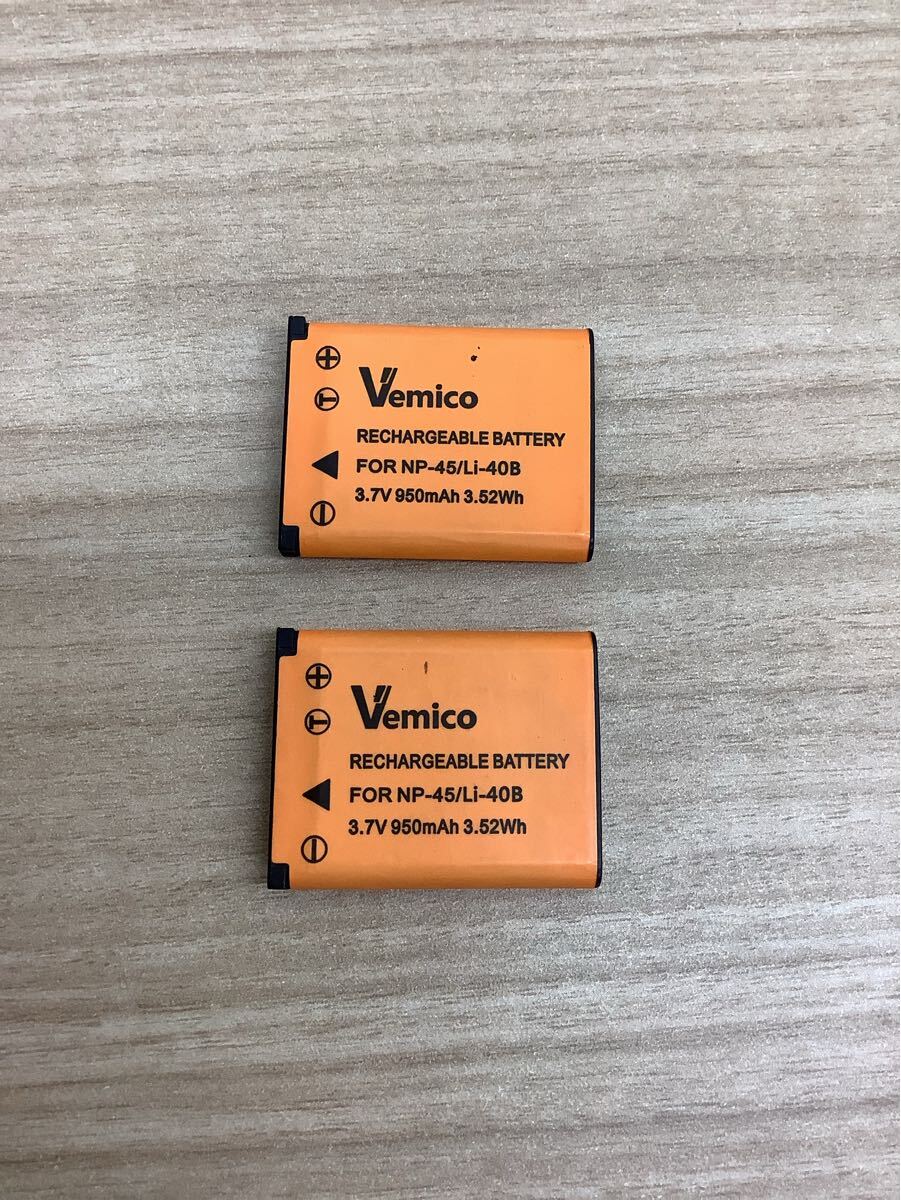 +
T
Vemico
RECHARGEABLE BATTERY
FOR NP-45/Li-40B
3.7V 950mAh 3.52Wh
−
+
T
Vemico
RECHARGEABLE BATTERY
FOR NP-45/Li-40B
3.7V 950mAh 3.52Wh
−